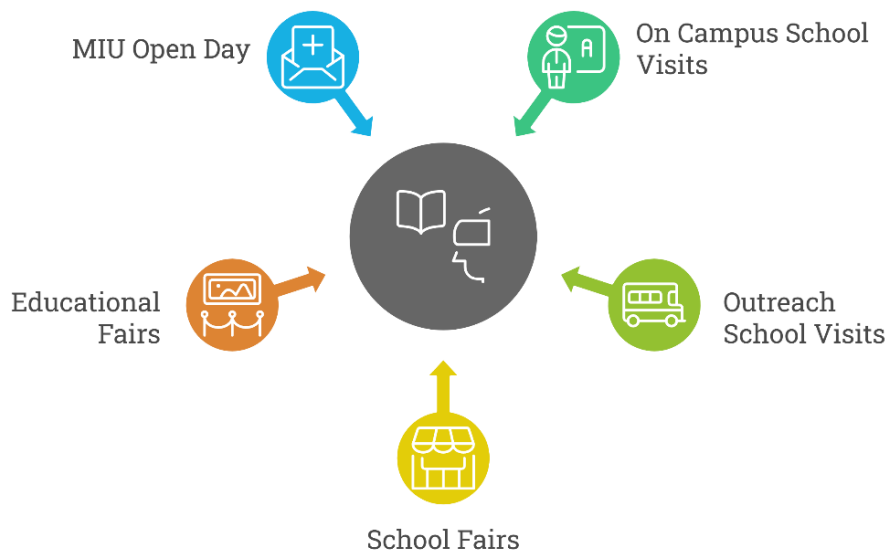 MIU Open Day
On Campus School
Visits
Educational
Fairs
Outreach
School Visits
School Fairs
A